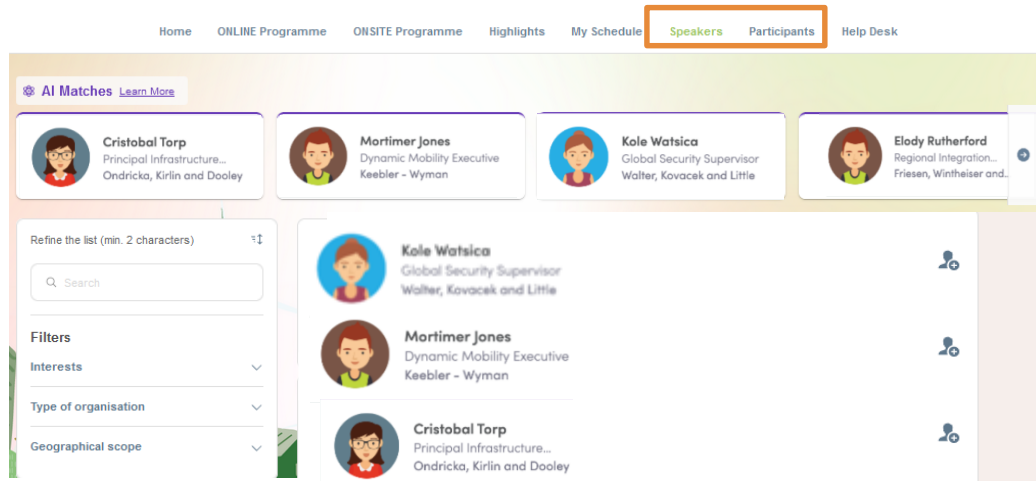 Home ONLINE Programme ONSITE Programme Highlights My Schedule Speakers Participants Help Desk
AI Matches Learn More
Cristobal Torp
Principal Infrastructure...
Ondricka, Kirlin and Dooley
Mortimer Jones
Dynamic Mobility Executive
Keebler - Wyman
Kole Watsica
Global Security Supervisor
Walter, Kovacek and Little
Elody Rutherford
Regional Integration...
Friesen, Wintheiser and..
Refine the list (min. 2 characters)
Search
Filters
Interests
Type of organisation
Geographical scope
Kole Watsica
Global Security Supervisor
Walter, Kovacek and Little
Mortimer Jones
Dynamic Mobility Executive
Keebler - Wyman
Cristobal Torp
Principal Infrastructure...
Ondricka, Kirlin and Dooley